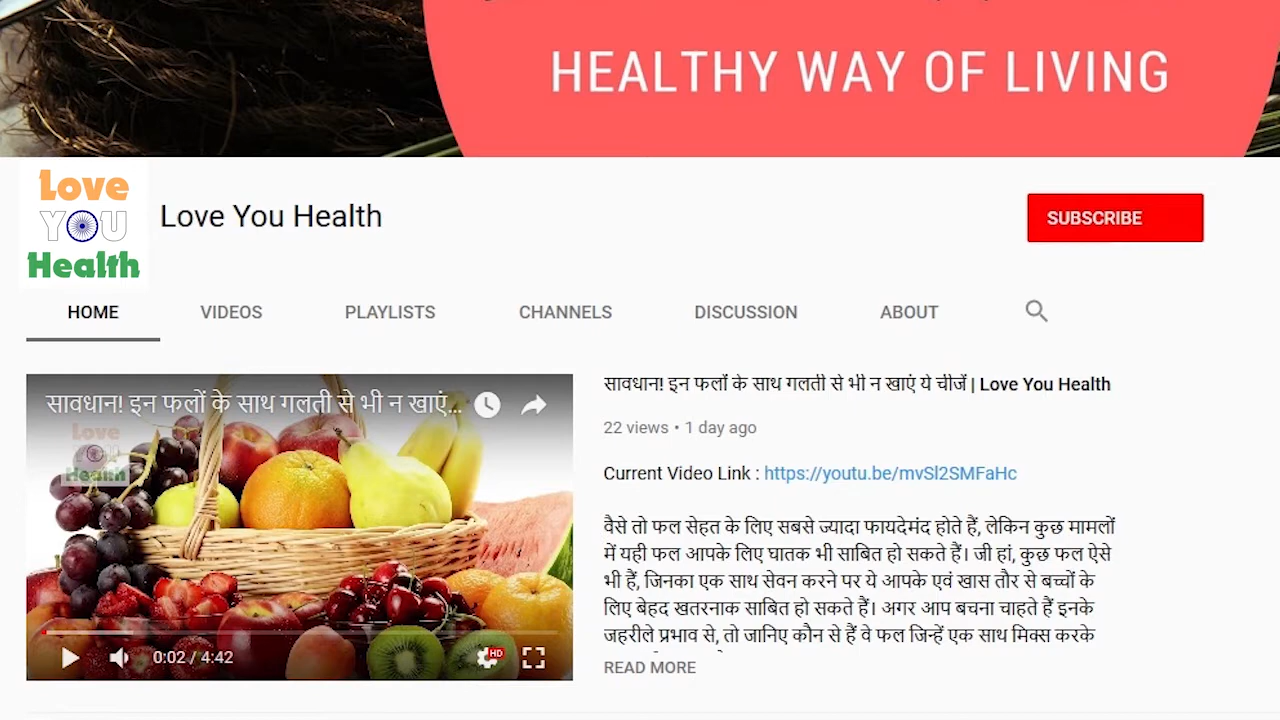 HEALTHY WAY OF LIVING
Love
YOU
Health
Love You Health
SUBSCRIBE
HOME VIDEOS PLAYLISTS CHANNELS DISCUSSION ABOUT
सावधान! इन फलों के साथ गलती से भी न खाएं...
Love
YOU
Health
0:02 / 4:42
HD
सावधान! इन फलों के साथ गलती से भी न खाएं ये चीजें | Love You Health
22 views • 1 day ago
Current Video Link : https://youtu.be/mvSl2SMFaHc
वैसे तो फल सेहत के लिए सबसे ज्यादा फायदेमंद होते हैं, लेकिन कुछ मामलों
में यही फल आपके लिए घातक भी साबित हो सकते हैं। जी हां, कुछ फल ऐसे
भी हैं, जिनका एक साथ सेवन करने पर ये आपके एवं खास तौर से बच्चों के
लिए बेहद खतरनाक साबित हो सकते हैं। अगर आप बचना चाहते हैं इनके
जहरीले प्रभाव से, तो जानिए कौन से हैं वे फल जिन्हें एक साथ मिक्स करके
READ MORE